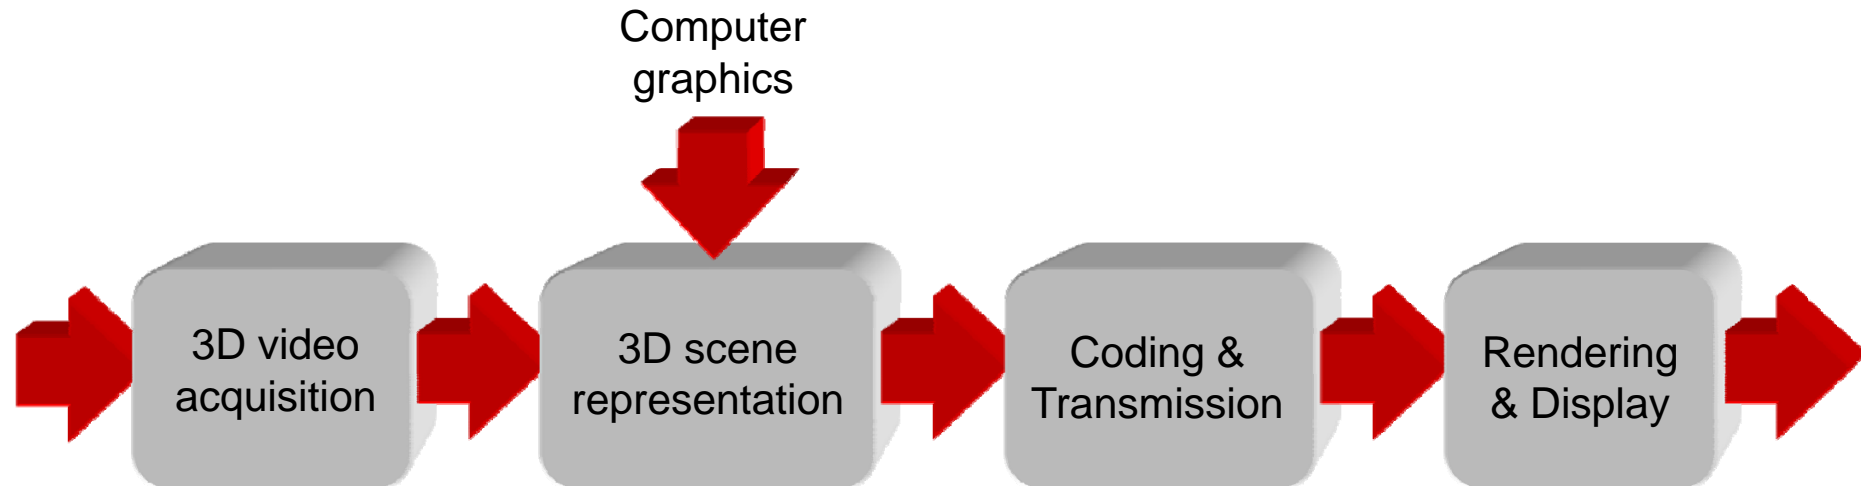 Computer
graphics
3D video
acquisition
3D scene
representation
Coding &
Transmission
Rendering
& Display